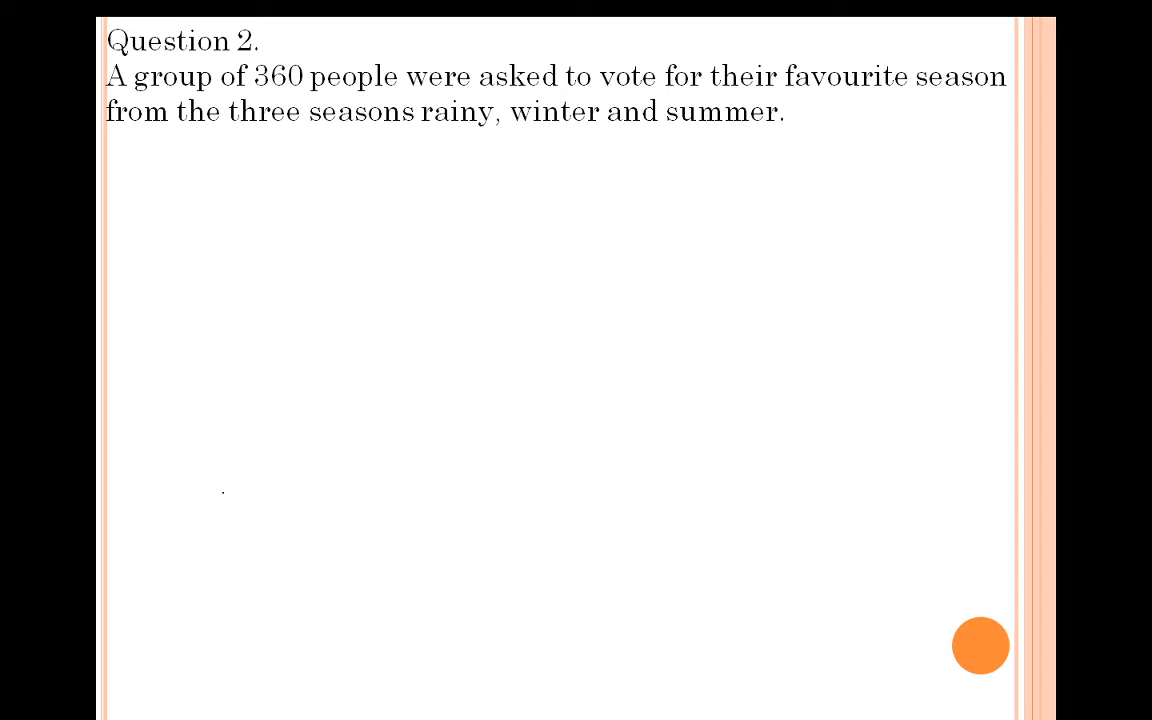 Question 2.
A group of 360 people were asked to vote for their favourite season
from the three seasons rainy, winter and summer.